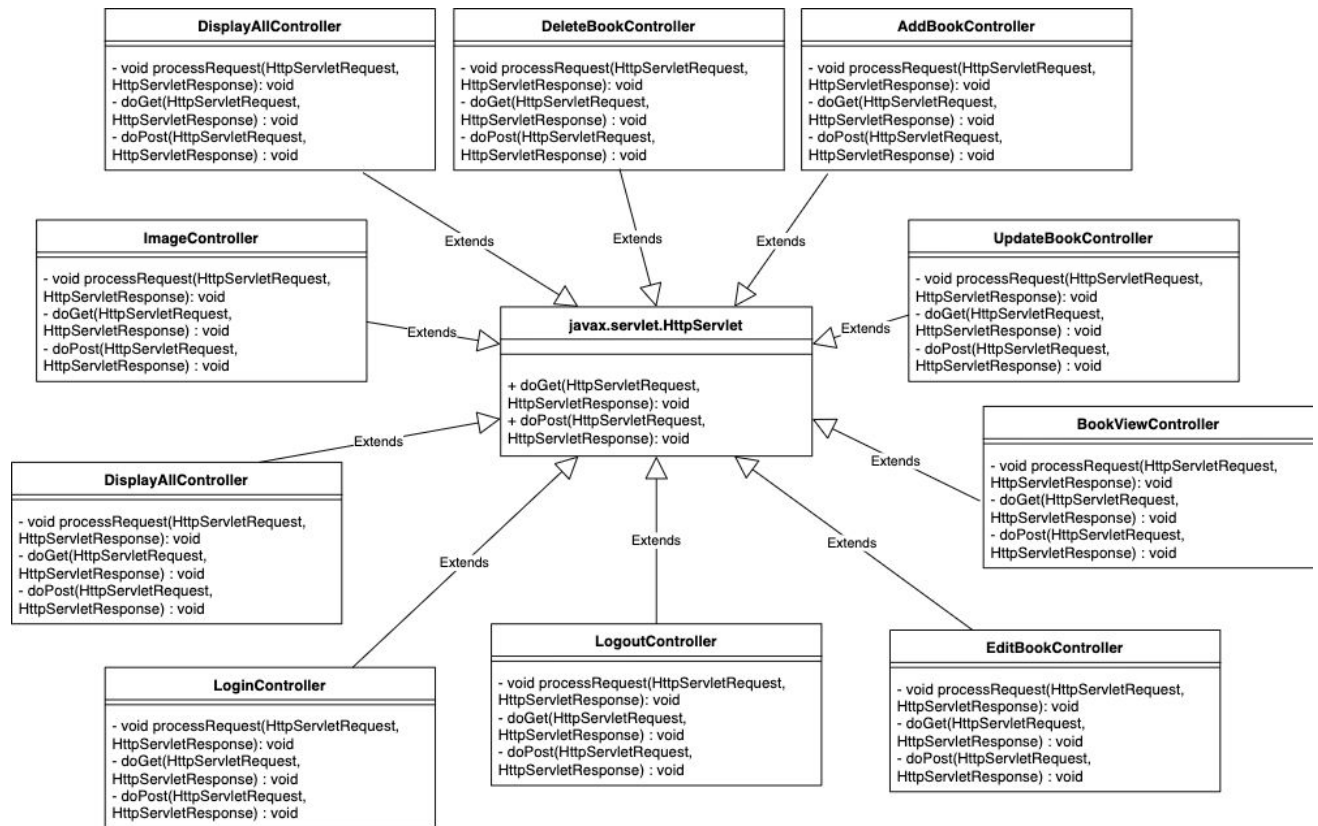 DisplayAllController
- void processRequest(HttpServletRequest,
HttpServletResponse): void
- doGet(HttpServletRequest,
HttpServletResponse) : void
- doPost(HttpServletRequest,
HttpServletResponse) : void
DeleteBookController
- void processRequest(HttpServletRequest,
HttpServletResponse): void
- doGet(HttpServletRequest,
HttpServletResponse) : void
- doPost(HttpServletRequest,
HttpServletResponse) : void
AddBookController
- void processRequest(HttpServletRequest,
HttpServletResponse): void
- doGet(HttpServletRequest,
HttpServletResponse) : void
- doPost(HttpServletRequest,
HttpServletResponse) : void
Extends
Extends
Extends
ImageController
- void processRequest(HttpServletRequest,
HttpServletResponse): void
- doGet(HttpServletRequest,
HttpServletResponse) : void
- doPost(HttpServletRequest,
HttpServletResponse) : void
Extends
javax.servlet.HttpServlet
+ doGet(HttpServletRequest,
HttpServletResponse): void
+ doPost(HttpServletRequest,
HttpServletResponse): void
Extends
UpdateBookController
- void processRequest(HttpServletRequest,
HttpServletResponse): void
- doGet(HttpServletRequest,
HttpServletResponse) : void
- doPost(HttpServletRequest,
HttpServletResponse) : void
Extends
DisplayAllController
- void processRequest(HttpServletRequest,
HttpServletResponse): void
- doGet(HttpServletRequest,
HttpServletResponse) : void
- doPost(HttpServletRequest,
HttpServletResponse) : void
Extends
BookViewController
- void processRequest(HttpServletRequest,
HttpServletResponse): void
- doGet(HttpServletRequest,
HttpServletResponse) : void
- doPost(HttpServletRequest,
HttpServletResponse) : void
Extends
Extends
Extends
LoginController
- void processRequest(HttpServletRequest,
HttpServletResponse): void
- doGet(HttpServletRequest,
HttpServletResponse) : void
- doPost(HttpServletRequest,
HttpServletResponse) : void
LogoutController
- void processRequest(HttpServletRequest,
HttpServletResponse): void
- doGet(HttpServletRequest,
HttpServletResponse) : void
- doPost(HttpServletRequest,
HttpServletResponse) : void
EditBookController
- void processRequest(HttpServletRequest,
HttpServletResponse): void
- doGet(HttpServletRequest,
HttpServletResponse) : void
- doPost(HttpServletRequest,
HttpServletResponse) : void